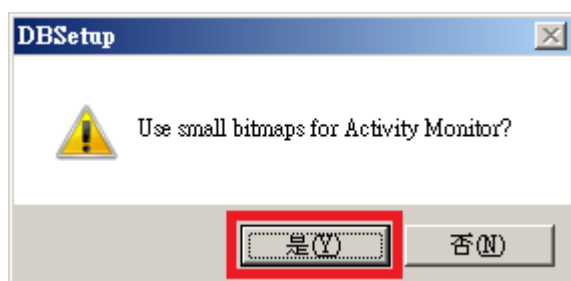 DBSetup
Use small bitmaps for Activity Monitor?
是(Y)
否(N)